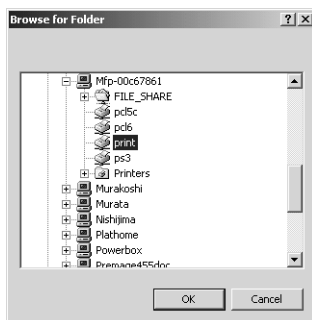 Browse for Folder
Mfp-00c67861
FILE_SHARE
pcl5c
pcl6
print
ps3
Printers
Murakoshi
Murata
Nishijima
Plathome
Powerbox
Premage455doc
OK Cancel